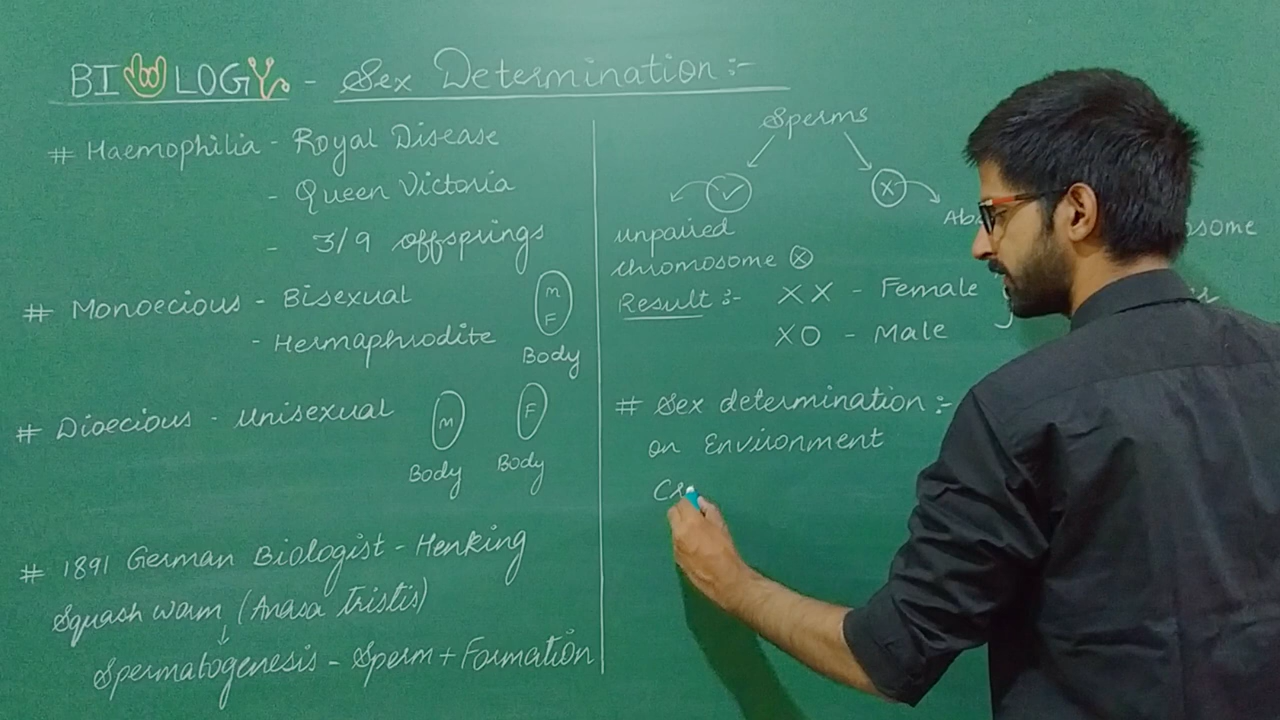 BIOLOGY - Sex Determination :-
# Haemophilia - Royal Disease
- Queen Victoria
- 3/9 offsprings
# Monoecious - Bisexual
- Hermaphrodite
M
F
Body
# Dioecious - Unisexual
M
F
Body
Body
# 1891 German Biologist - Henking
Squash worm (Anasa tristis)
↓
Spermatogenesis - Sperm + Formation
Sperms
✓
X
unpaired
chromosome X
Result :- XX - Female
XO - Male
# Sex determination :-
on Environment